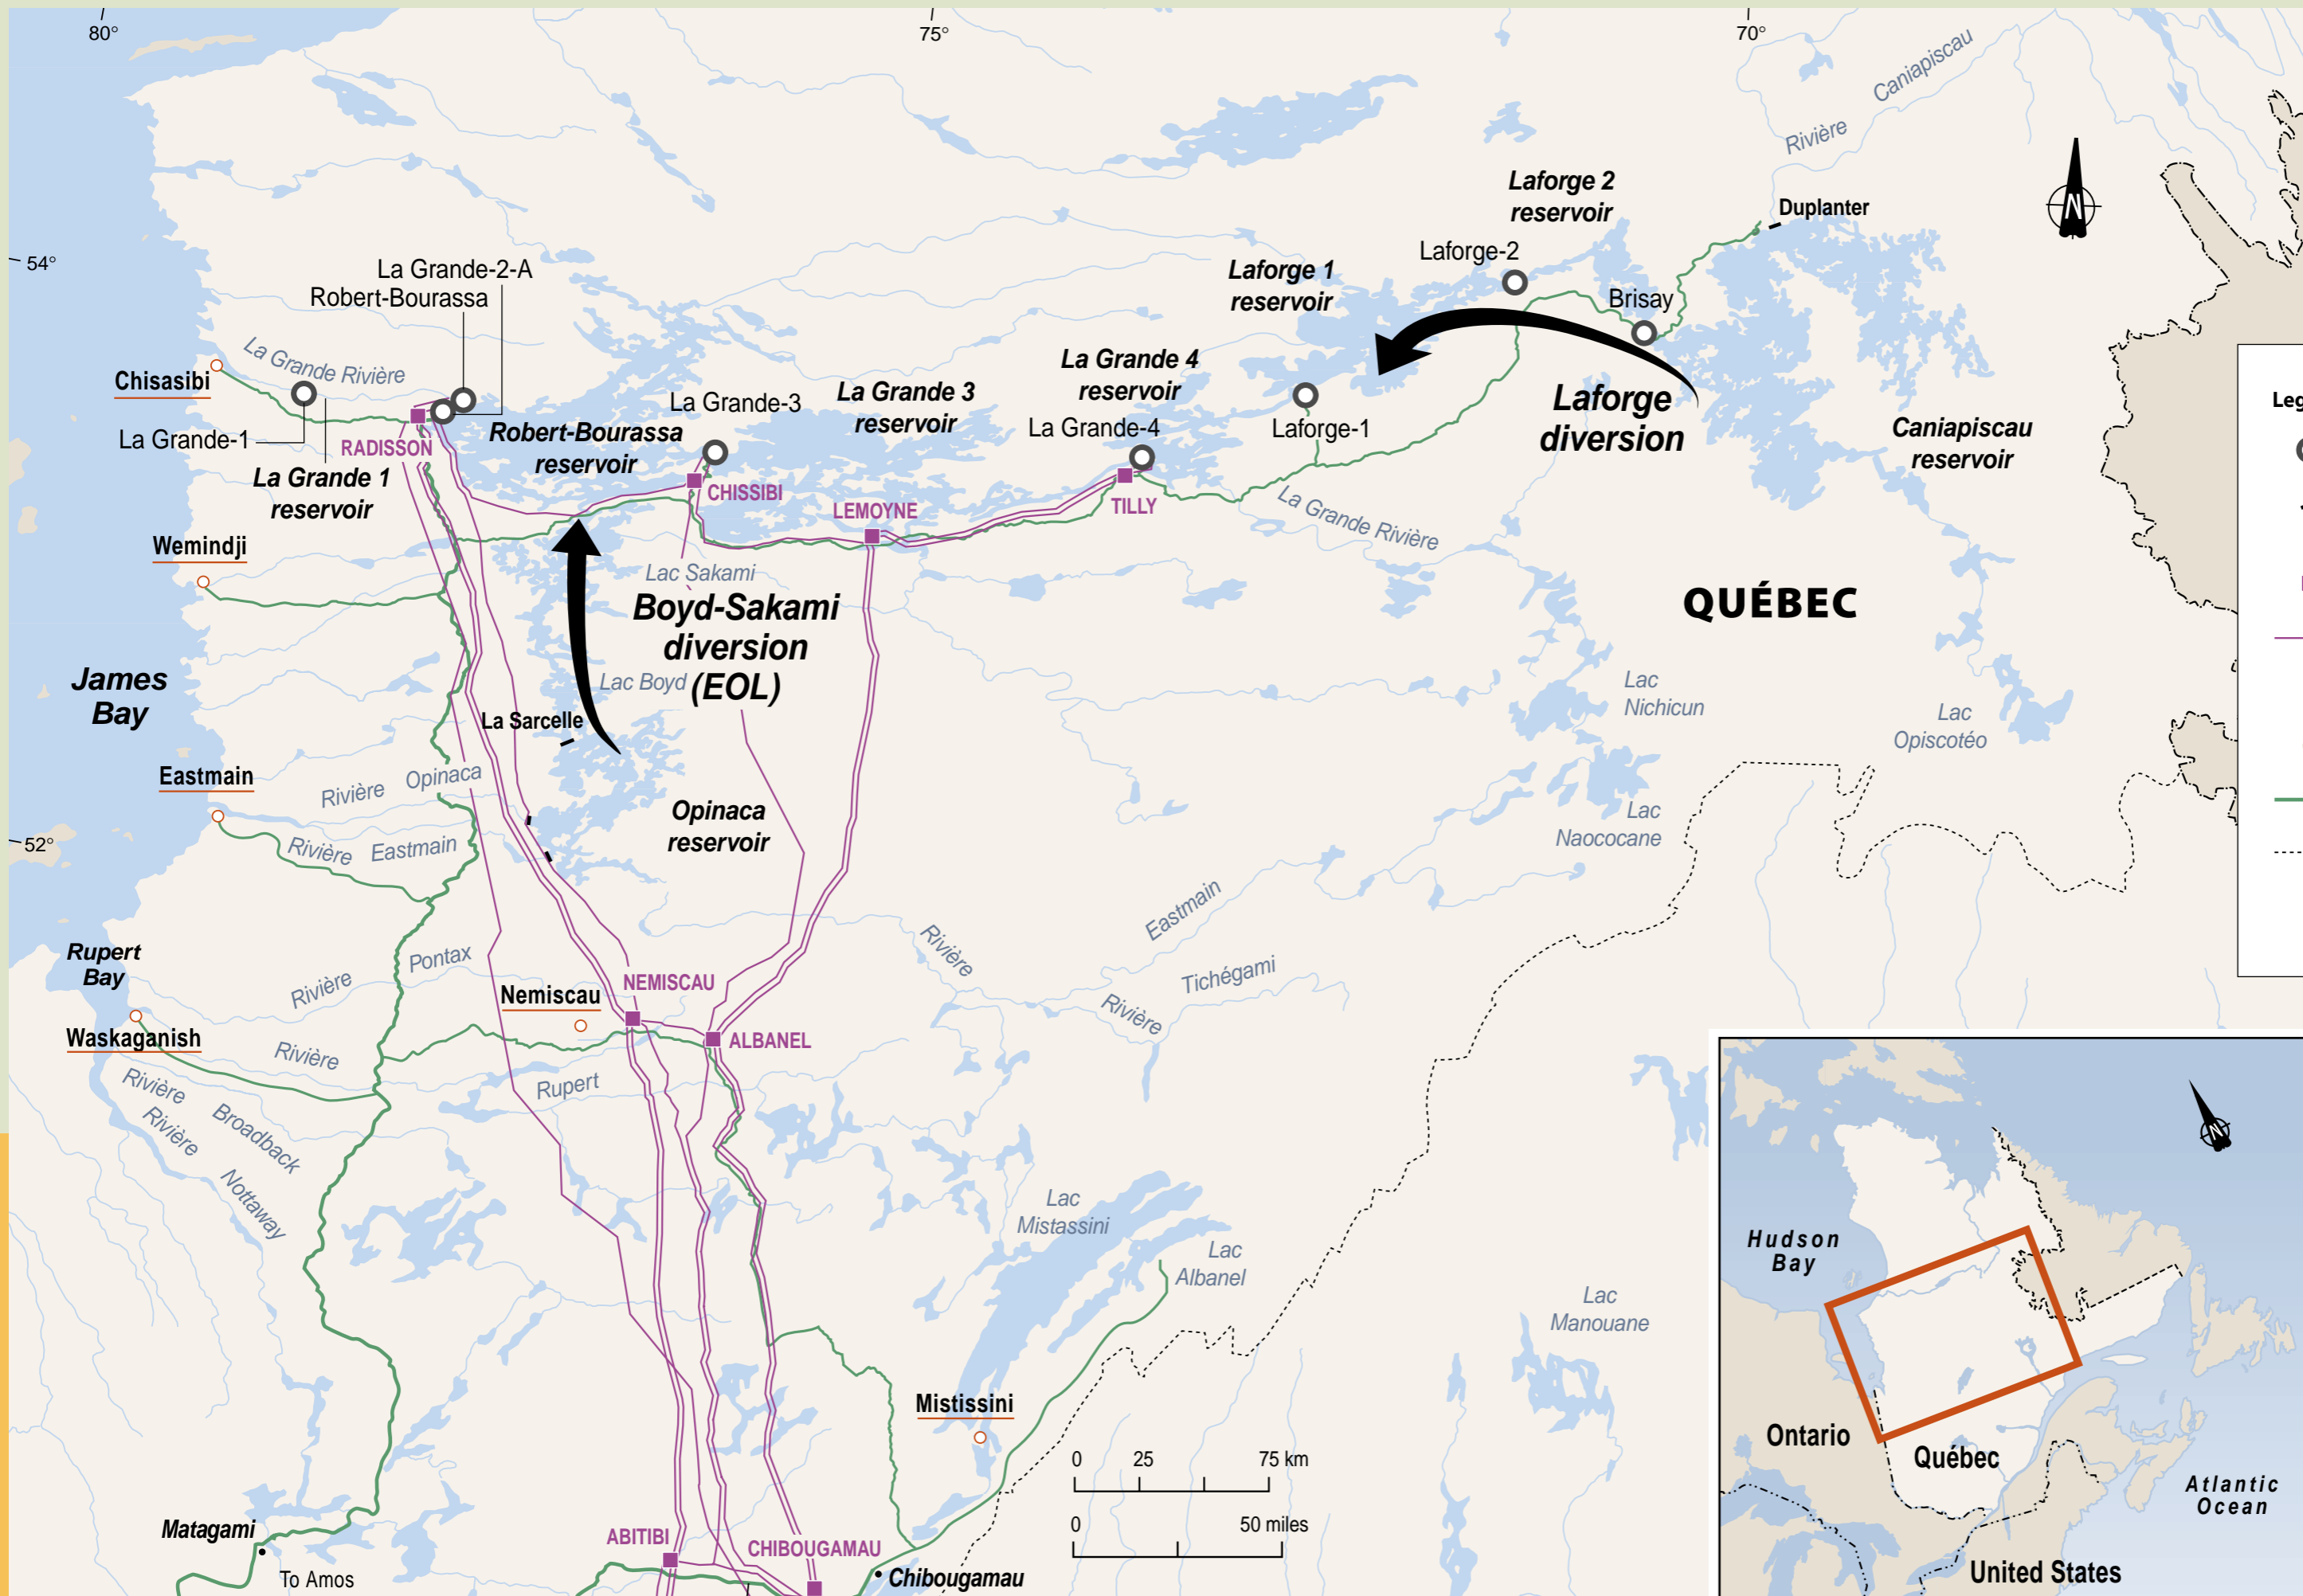 80°
75°
70°
Rivière
Caniapiscau
54°
52°
La Grande-2-A
Robert-Bourassa
La Grande Rivière
Chisasibi
La Grande-1
La Grande 1
reservoir
RADISSON
Robert-Bourassa
reservoir
La Grande-3
La Grande 3
reservoir
CHISSIBI
LEMOYNE
La Grande 4
reservoir
La Grande-4
TILLY
Laforge 1
reservoir
Laforge-1
Laforge 2
reservoir
Laforge-2
Brisay
Duplanter
N
Laforge
diversion
Caniapiscau
reservoir
La Grande Rivière
QUÉBEC
Wemindji
Lac Sakami
Boyd-Sakami
diversion
(EOL)
Lac Boyd
La Sarcelle
James
Bay
Eastmain
Rivière Opinaca
Rivière Eastmain
Opinaca
reservoir
Lac
Nichicun
Lac
Opiscotéo
Lac
Naococane
Rupert
Bay
Rivière Pontax
Waskaganish
Nemiscau
NEMISCAU
ALBANEL
Rivière
Eastmain
Rivière
Tichégami
Rivière
Rupert
Rivière Broadback
Rivière Nottaway
Lac
Mistassini
Lac
Albanel
Lac
Manouane
Mistissini
Matagami
To Amos
ABITIBI
CHIBOUGAMAU
Chibougamau
0 25 75 km
0 50 miles
Leg
N
Hudson
Bay
Ontario
Québec
Atlantic
Ocean
United States